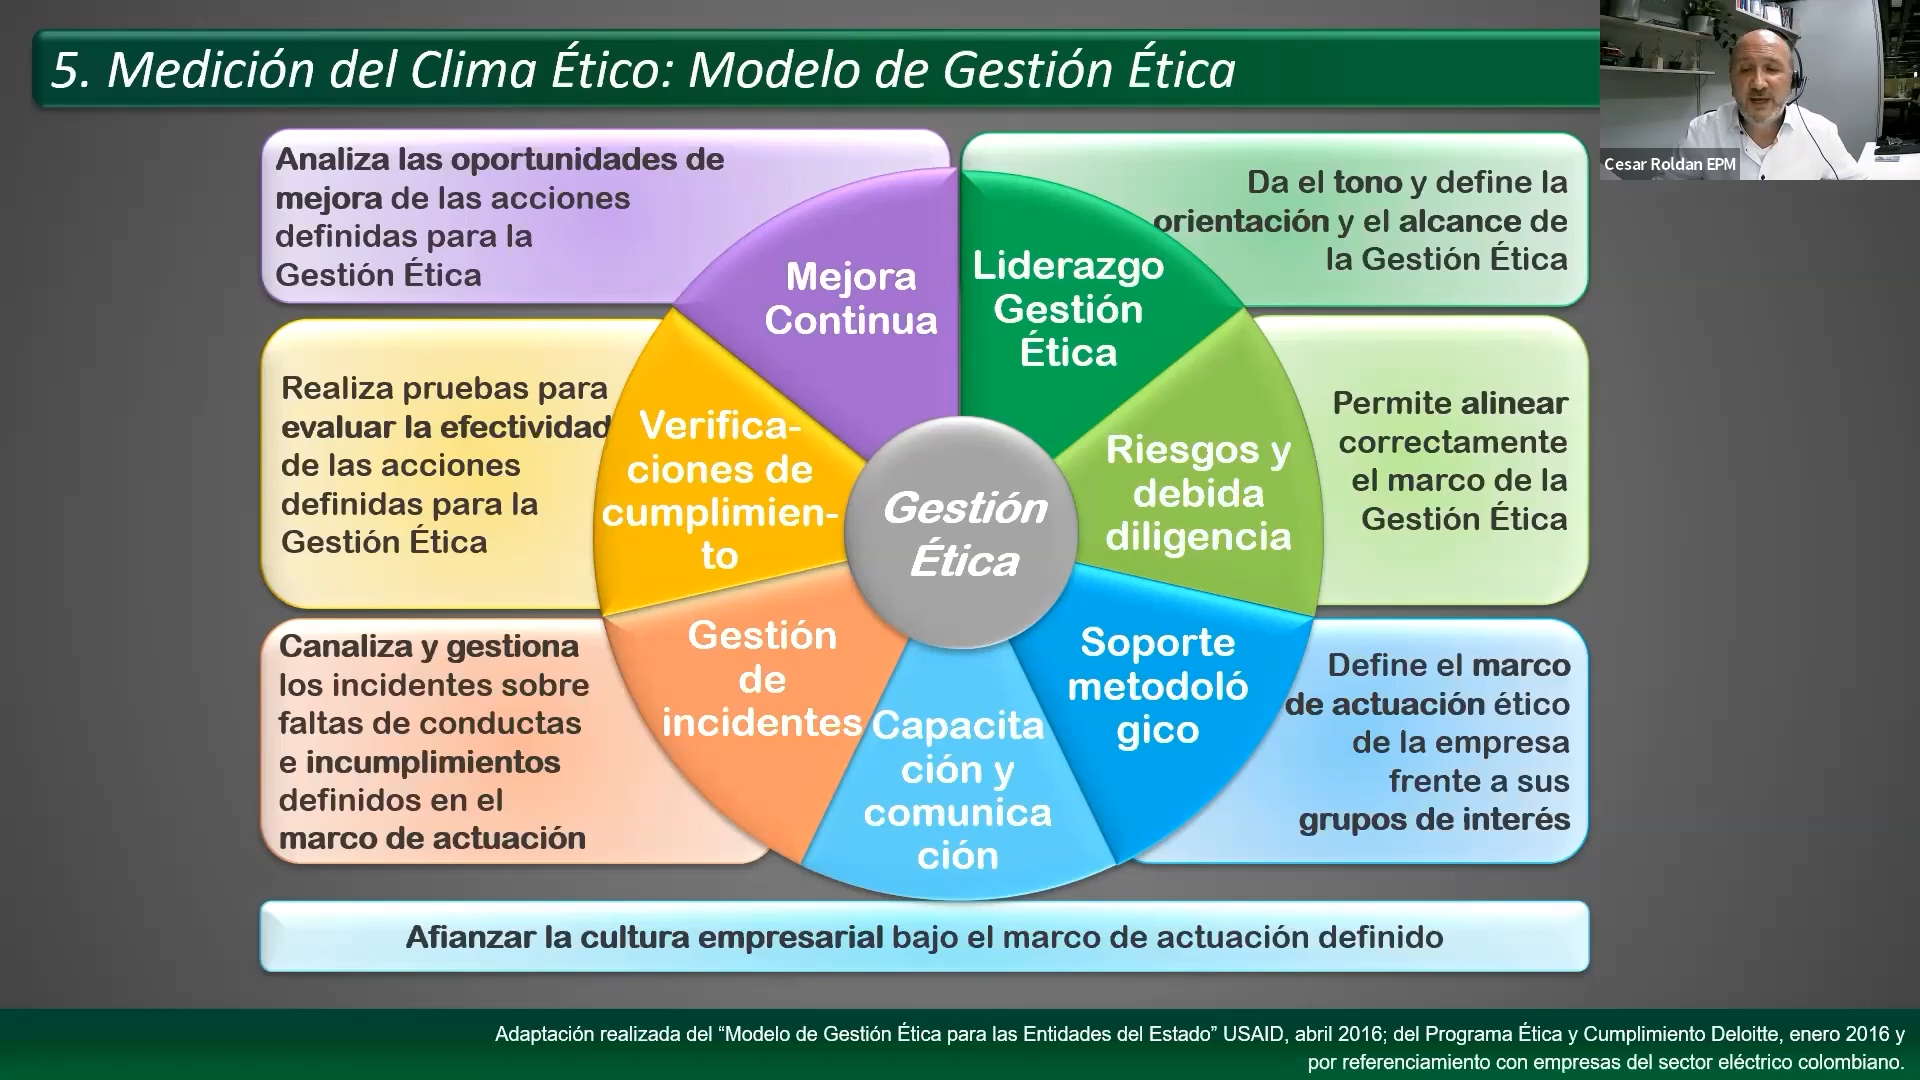 5. Medición del Clima Ético: Modelo de Gestión Ética
Cesar Roldan EPM
Analiza las oportunidades de
mejora de las acciones
definidas para la
Gestión Ética
Mejora
Continua
Liderazgo
Gestión
Ética
Da el tono y define la
orientación y el alcance de
la Gestión Ética
Realiza pruebas para
evaluar la efectividad
de las acciones
definidas para la
Gestión Ética
Verifica-
ciones de
cumplimien-
to
Gestión
Ética
Riesgos y
debida
diligencia
Permite alinear
correctamente
el marco de la
Gestión Ética
Canaliza y gestiona
los incidentes sobre
faltas de conductas
e incumplimientos
definidos en el
marco de actuación
Gestión
de
incidentes
Capacita
ción y
comunica
ción
Soporte
metodoló
gico
Define el marco
de actuación ético
de la empresa
frente a sus
grupos de interés
Afianzar la cultura empresarial bajo el marco de actuación definido
Adaptación realizada del “Modelo de Gestión Ética para las Entidades del Estado” USAID, abril 2016; del Programa Ética y Cumplimiento Deloitte, enero 2016 y
por referenciamiento con empresas del sector eléctrico colombiano.